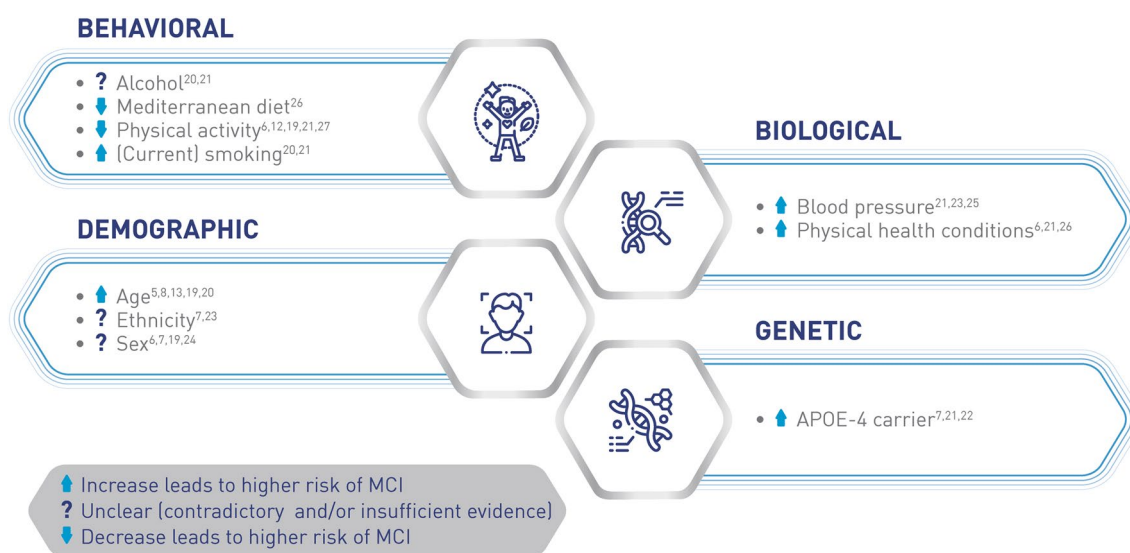 BEHAVIORAL
• ? Alcohol20,21
• ⬇ Mediterranean diet26
• ⬇ Physical activity6,12,19,21,27
• ⬆ (Current) smoking20,21
BIOLOGICAL
• ⬆ Blood pressure21,23,25
• ⬆ Physical health conditions6,21,26
DEMOGRAPHIC
• ⬆ Age5,8,13,19,20
• ? Ethnicity7,23
• ? Sex6,7,19,24
GENETIC
• ⬆ APOE-4 carrier7,21,22
⬆ Increase leads to higher risk of MCI
? Unclear (contradictory and/or insufficient evidence)
⬇ Decrease leads to higher risk of MCI